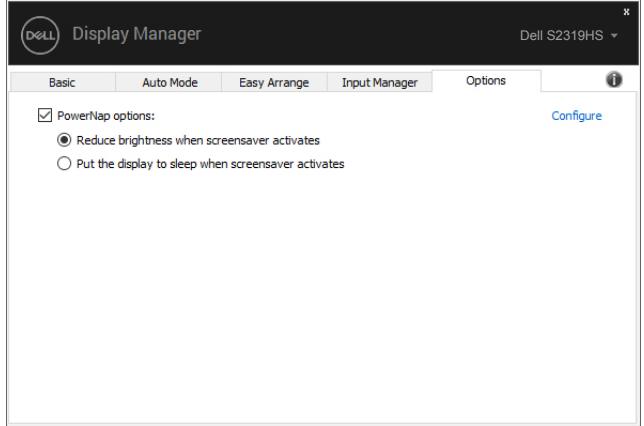 x
DELL Display Manager Dell S2319HS
Basic Auto Mode Easy Arrange Input Manager Options i
PowerNap options: Configure
Reduce brightness when screensaver activates
Put the display to sleep when screensaver activates